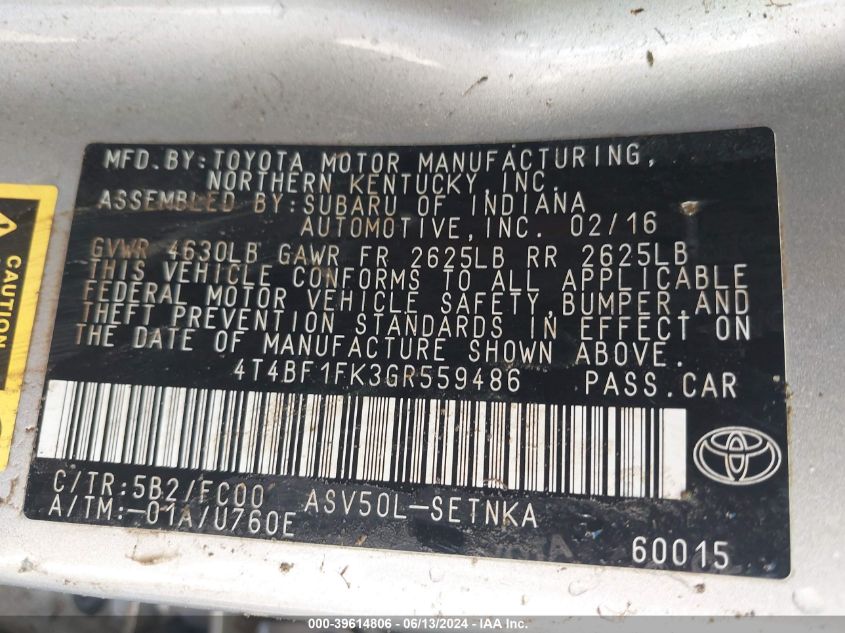 MFD. BY: TOYOTA MOTOR MANUFACTURING,
NORTHERN KENTUCKY, INC.
ASSEMBLED BY: SUBARU OF INDIANA
AUTOMOTIVE, INC. 02/16
GVWR 4630LB GAWR FR 2625LB RR 2625LB
THIS VEHICLE CONFORMS TO ALL APPLICABLE
FEDERAL MOTOR VEHICLE SAFETY, BUMPER, AND
THEFT PREVENTION STANDARDS IN EFFECT ON
THE DATE OF MANUFACTURE SHOWN ABOVE.
4T4BF1FK3GR559486 PASS. CAR
C/TR: 5B2/FC00 ASV50L-SETNKA
A/TM: -01A/U760E
60015
CAUTION
000-39614806 - 06/13/2024 - IAA Inc.